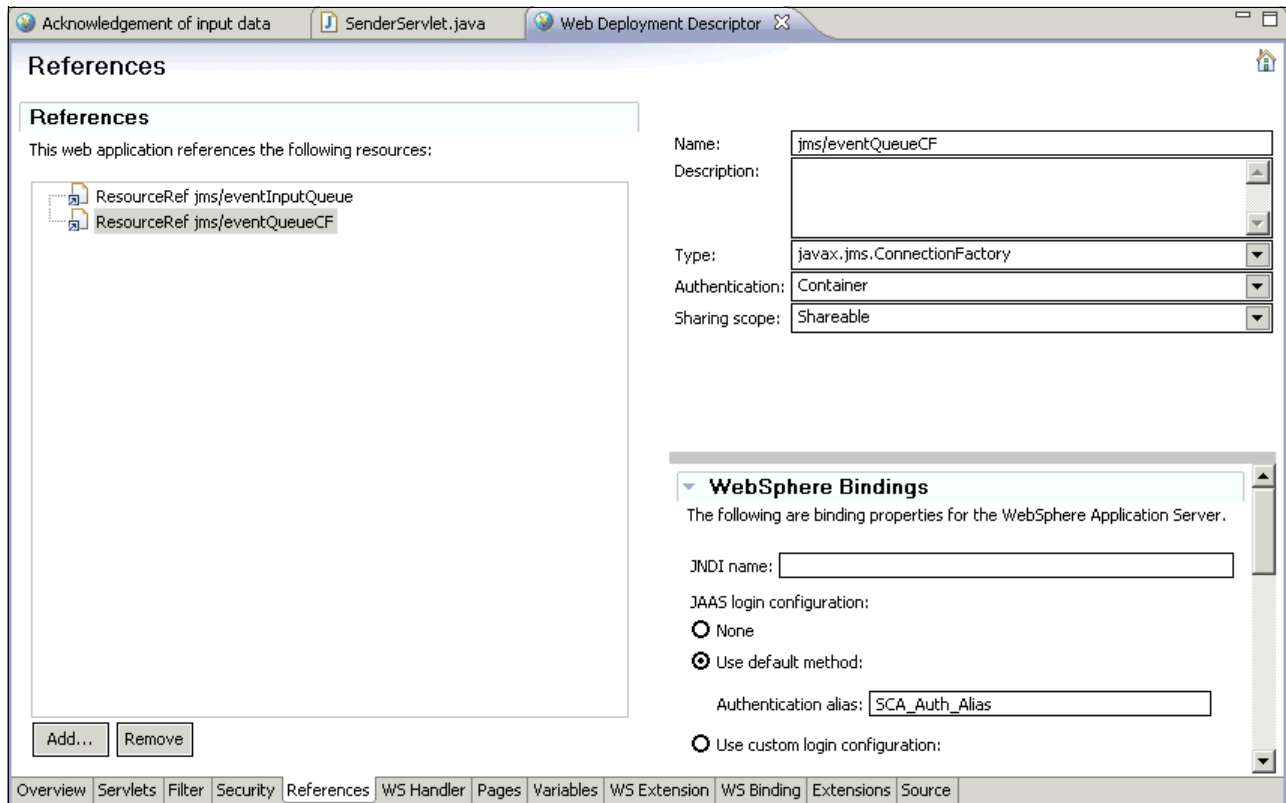 Acknowledgement of input data
SenderServlet.java
Web Deployment Descriptor
References
References
This web application references the following resources:
ResourceRef jms/eventInputQueue
ResourceRef jms/eventQueueCF
Add... Remove
Name: jms/eventQueueCF
Description:
Type: javax.jms.ConnectionFactory
Authentication: Container
Sharing scope: Shareable
WebSphere Bindings
The following are binding properties for the WebSphere Application Server.
JNDI name:
JAAS login configuration:
None
Use default method:
Authentication alias: SCA_Auth_Alias
Use custom login configuration:
Overview Servlets Filter Security References WS Handler Pages Variables WS Extension WS Binding Extensions Source